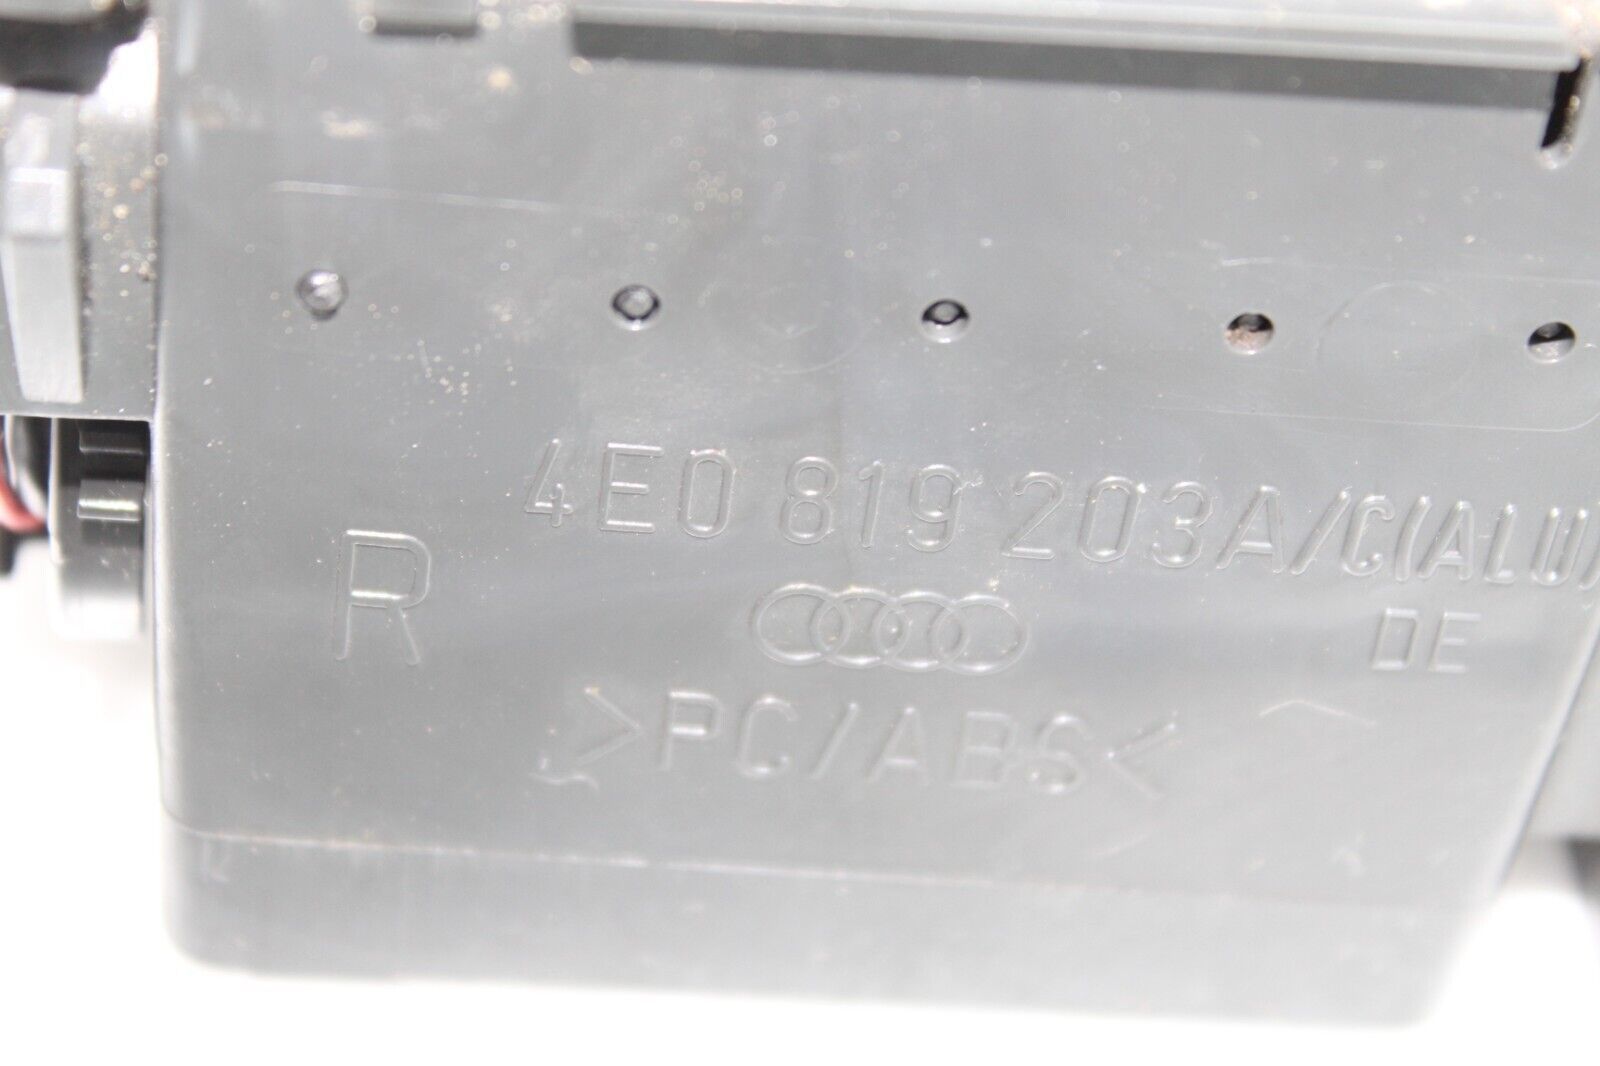 4E0 819 203A/C(ALU)
R
DE
>PC/ABS<